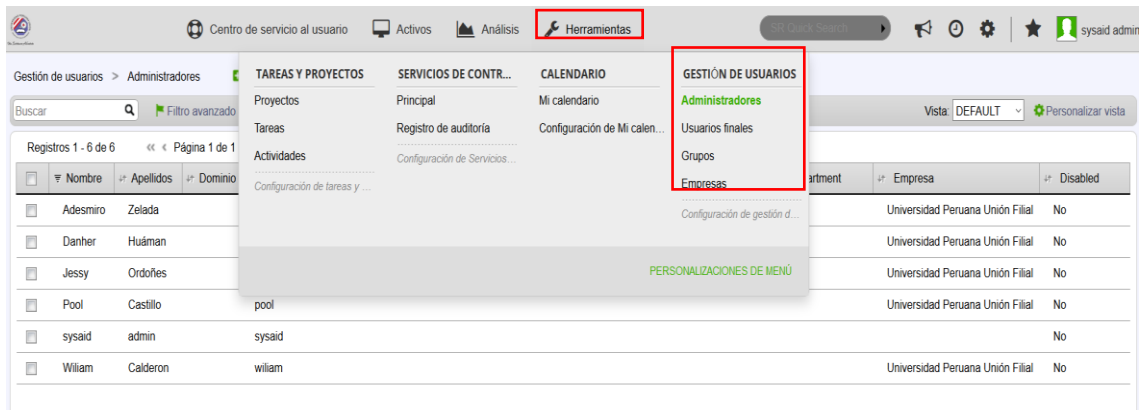 Centro de servicio al usuario Activos Análisis Herramientas SR Quick Search sysaid admin
Gestión de usuarios > Administradores
Buscar Filtro avanzado Vista: DEFAULT Personalizar vista
TAREAS Y PROYECTOS
Proyectos
Tareas
Actividades
Configuración de tareas y ...
SERVICIOS DE CONTR...
Principal
Registro de auditoría
Configuración de Servicios...
CALENDARIO
Mi calendario
Configuración de Mi calen...
GESTIÓN DE USUARIOS
Administradores
Usuarios finales
Grupos
Empresas
Configuración de gestión d...
PERSONALIZACIONES DE MENÚ
Registros 1 - 6 de 6 Página 1 de 1
Nombre Apellidos Dominio artment Empresa Disabled
Adesmiro Zelada Universidad Peruana Unión Filial No
Danher Huáman Universidad Peruana Unión Filial No
Jessy Ordoñes Universidad Peruana Unión Filial No
Pool Castillo pool Universidad Peruana Unión Filial No
sysaid admin sysaid No
Wiliam Calderon wiliam Universidad Peruana Unión Filial No